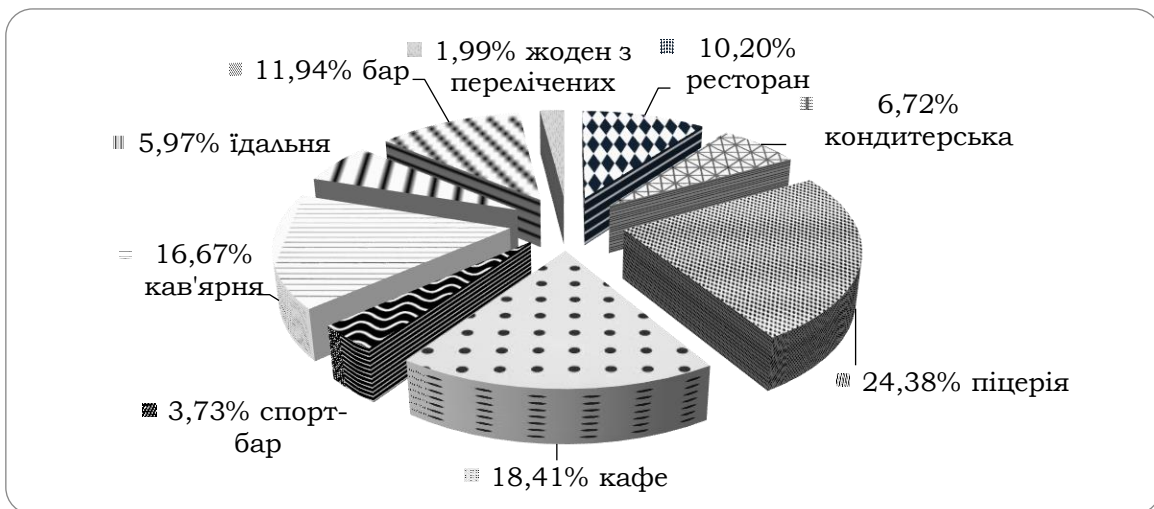 1,99% жоден з
перелічених
10,20%
ресторан
11,94% бар
6,72%
кондитерська
5,97% їдальня
16,67%
кав'ярня
24,38% піцерія
3,73% спорт-
бар
18,41% кафе